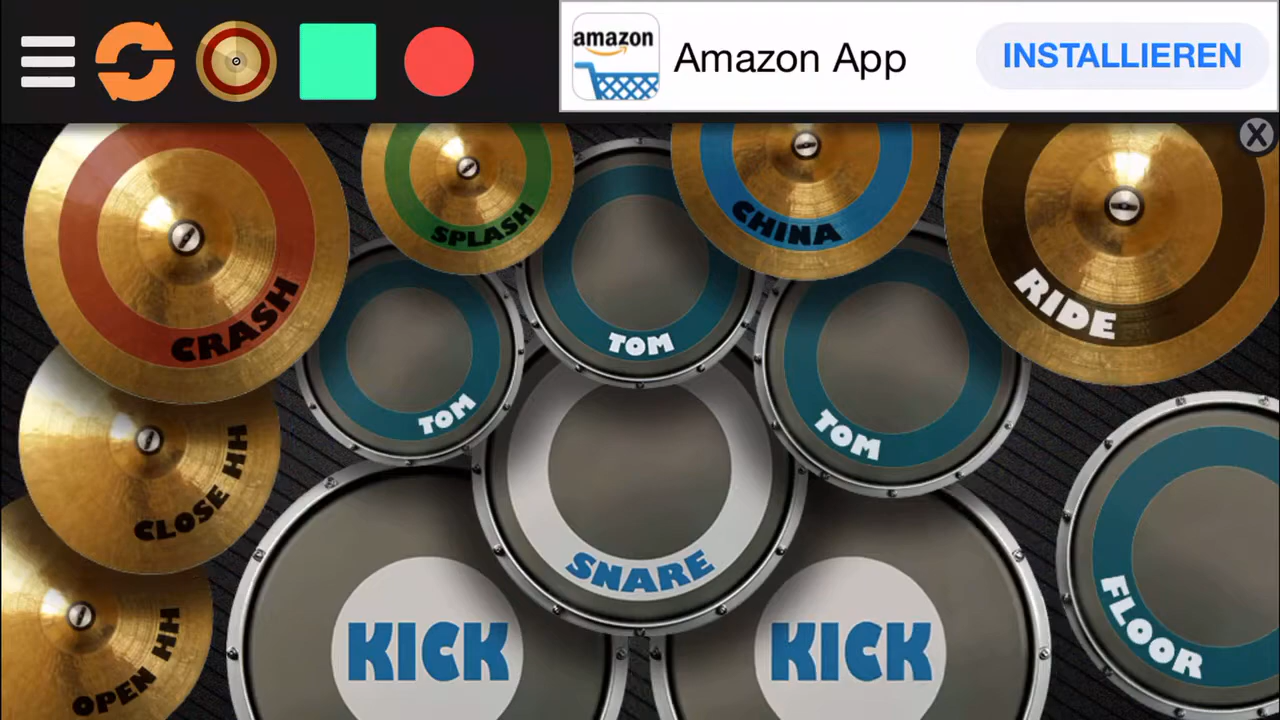 amazon
Amazon App
INSTALLIEREN
X
CRASH
SPLASH
CHINA
RIDE
TOM
TOM
TOM
CLOSE HH
SNARE
OPEN HH
KICK
KICK
FLOOR